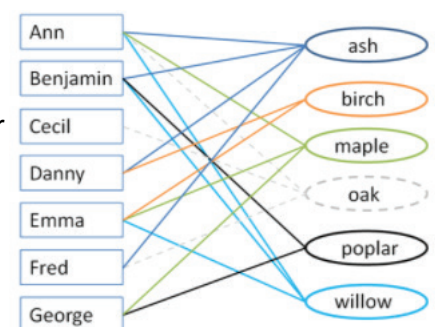 Ann
Benjamin
Cecil
Danny
Emma
Fred
George
ash
birch
maple
oak
poplar
willow